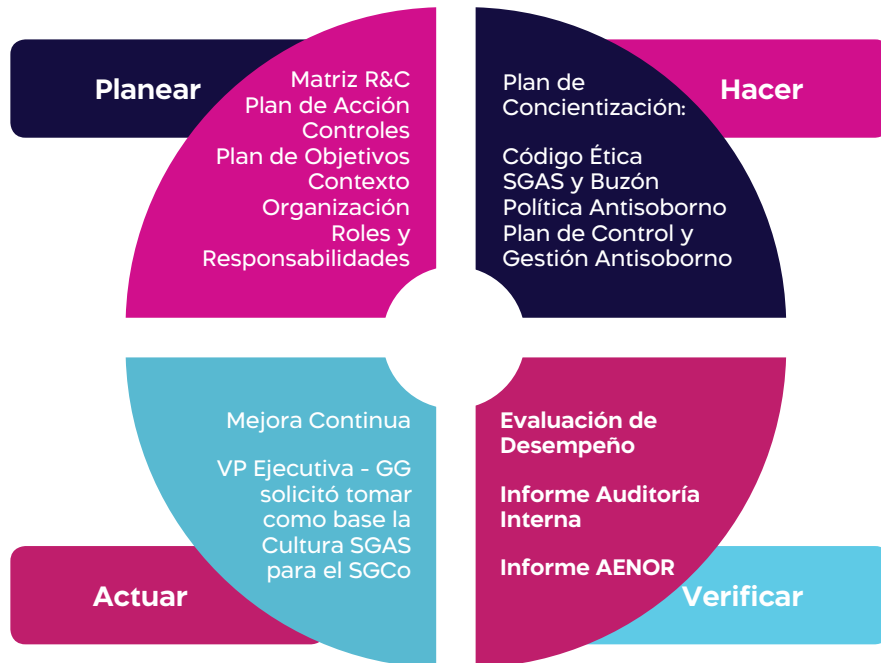 Planear
Matriz R&C
Plan de Acción
Controles
Plan de Objetivos
Contexto
Organización
Roles y
Responsabilidades
Plan de
Concientización:
Código Ética
SGAS y Buzón
Política Antisoborno
Plan de Control y
Gestión Antisoborno
Hacer
Mejora Continua
VP Ejecutiva - GG
solicitó tomar
como base la
Cultura SGAS
para el SGCo
Actuar
Evaluación de
Desempeño
Informe Auditoría
Interna
Informe AENOR
Verificar